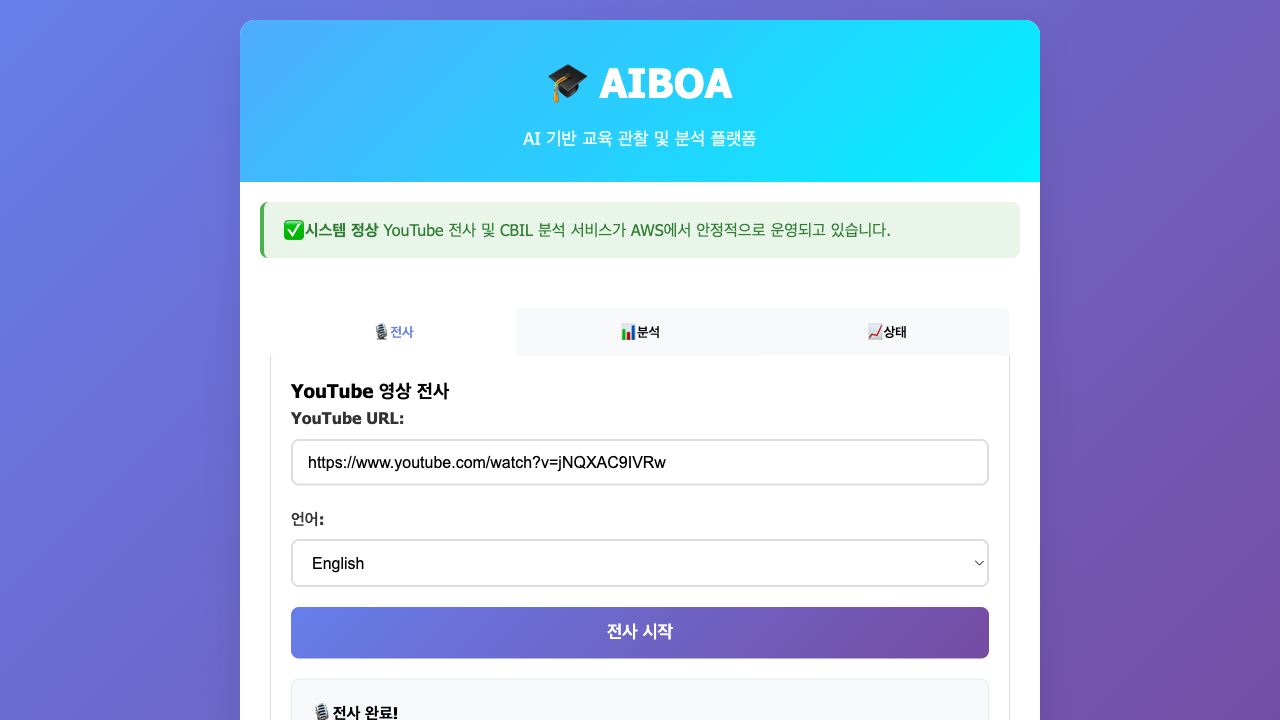 🎓 AIBOA
AI 기반 교육 관찰 및 분석 플랫폼
✅시스템 정상 YouTube 전사 및 CBIL 분석 서비스가 AWS에서 안정적으로 운영되고 있습니다.
🎙️전사
📊분석
📈상태
YouTube 영상 전사
YouTube URL:
https://www.youtube.com/watch?v=jNQXAC9IVRw
언어:
English
전사 시작
🎙️전사 완료!